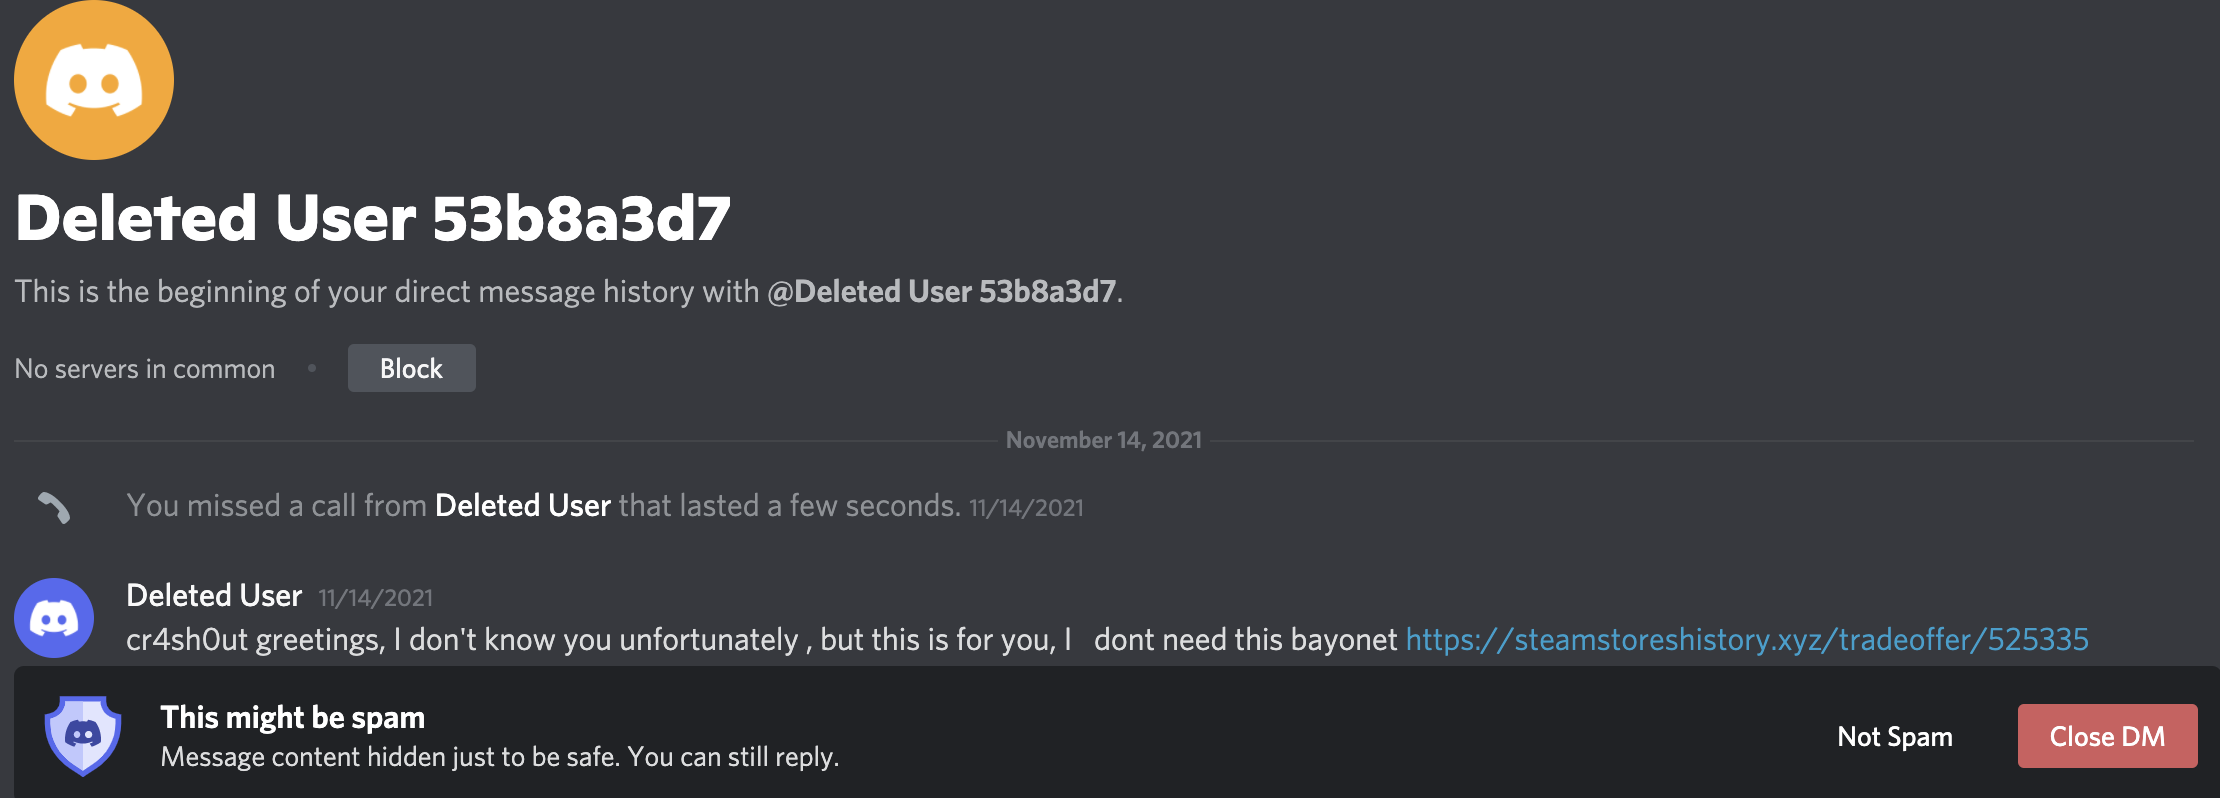 Deleted User 53b8a3d7
This is the beginning of your direct message history with @Deleted User 53b8a3d7.
No servers in common • Block
November 14, 2021
You missed a call from Deleted User that lasted a few seconds. 11/14/2021
Deleted User 11/14/2021
cr4sh0ut greetings, I don't know you unfortunately , but this is for you, I   dont need this bayonet https://steamstoreshistory.xyz/tradeoffer/525335
This might be spam
Message content hidden just to be safe. You can still reply.
Not Spam
Close DM